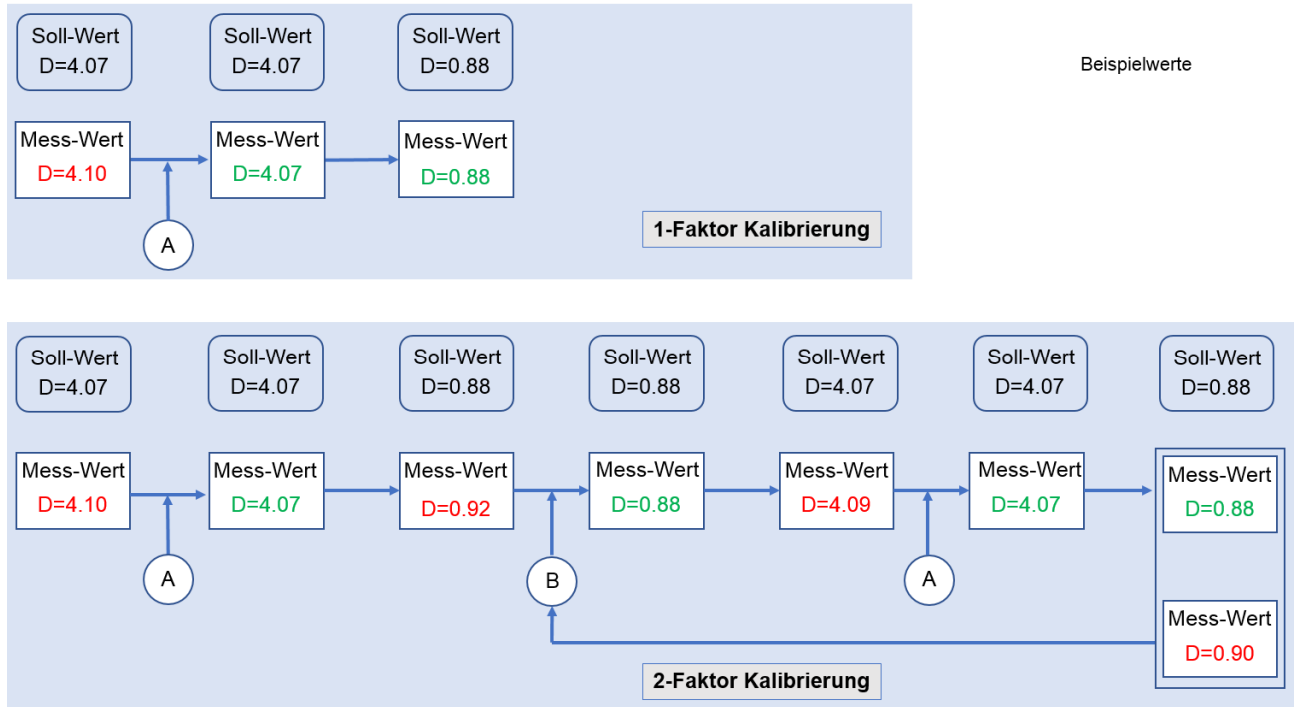 Soll-Wert
D=4.07
Soll-Wert
D=4.07
Soll-Wert
D=0.88
Beispielwerte
Mess-Wert
D=4.10
Mess-Wert
D=4.07
Mess-Wert
D=0.88
A
1-Faktor Kalibrierung
Soll-Wert
D=4.07
Soll-Wert
D=4.07
Soll-Wert
D=0.88
Soll-Wert
D=0.88
Soll-Wert
D=4.07
Soll-Wert
D=4.07
Soll-Wert
D=0.88
Mess-Wert
D=4.10
Mess-Wert
D=4.07
Mess-Wert
D=0.92
Mess-Wert
D=0.88
Mess-Wert
D=4.09
Mess-Wert
D=4.07
Mess-Wert
D=0.88
A
B
A
Mess-Wert
D=0.90
2-Faktor Kalibrierung